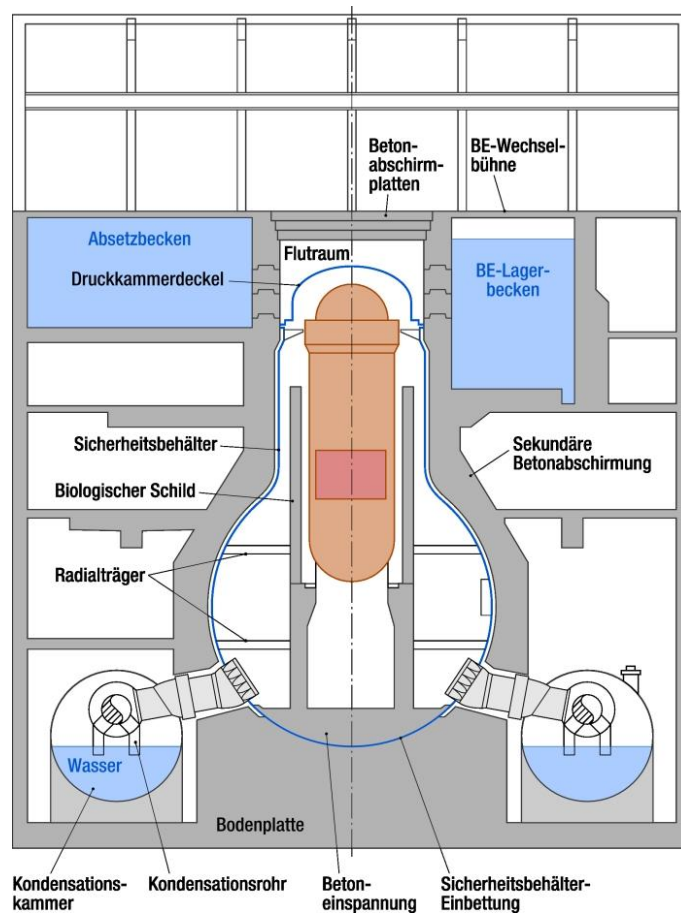 Beton-
abschirm-
platten
BE-Wechsel-
bühne
Absetzbecken
Flutraum
Druckkammerdeckel
BE-Lager-
becken
Sicherheitsbehälter
Sekundäre
Betonabschirmung
Biologischer Schild
Radialträger
Wasser
Bodenplatte
Kondensations-
kammer
Kondensationsrohr
Beton-
einspannung
Sicherheitsbehälter-
Einbettung